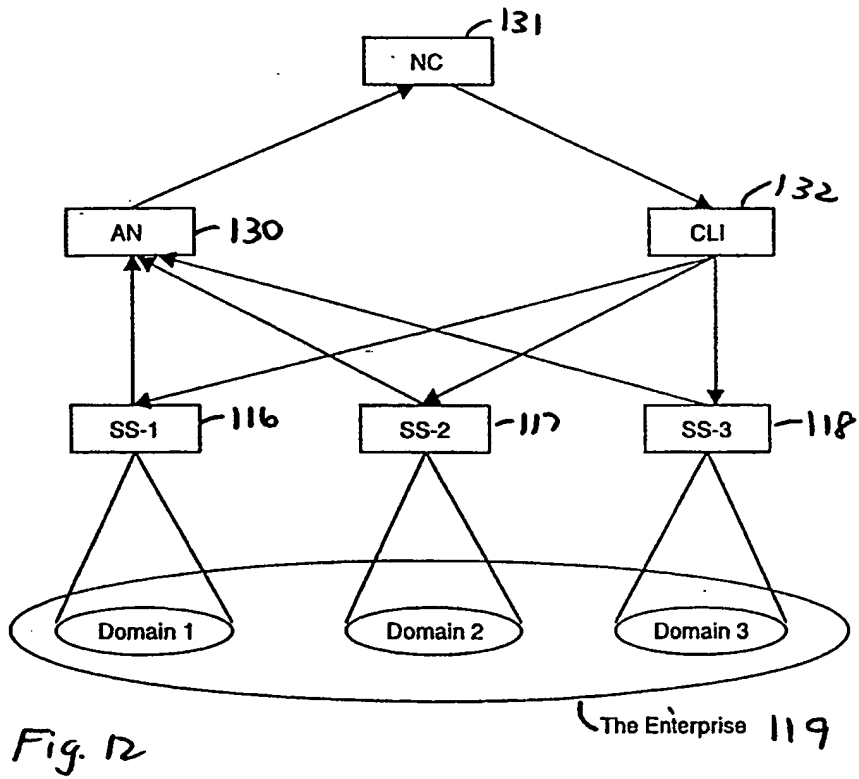 131
NC
132
AN
130
CLI
SS-1
116
SS-2
117
SS-3
118
Domain 1
Domain 2
Domain 3
The Enterprise 119
Fig. 12